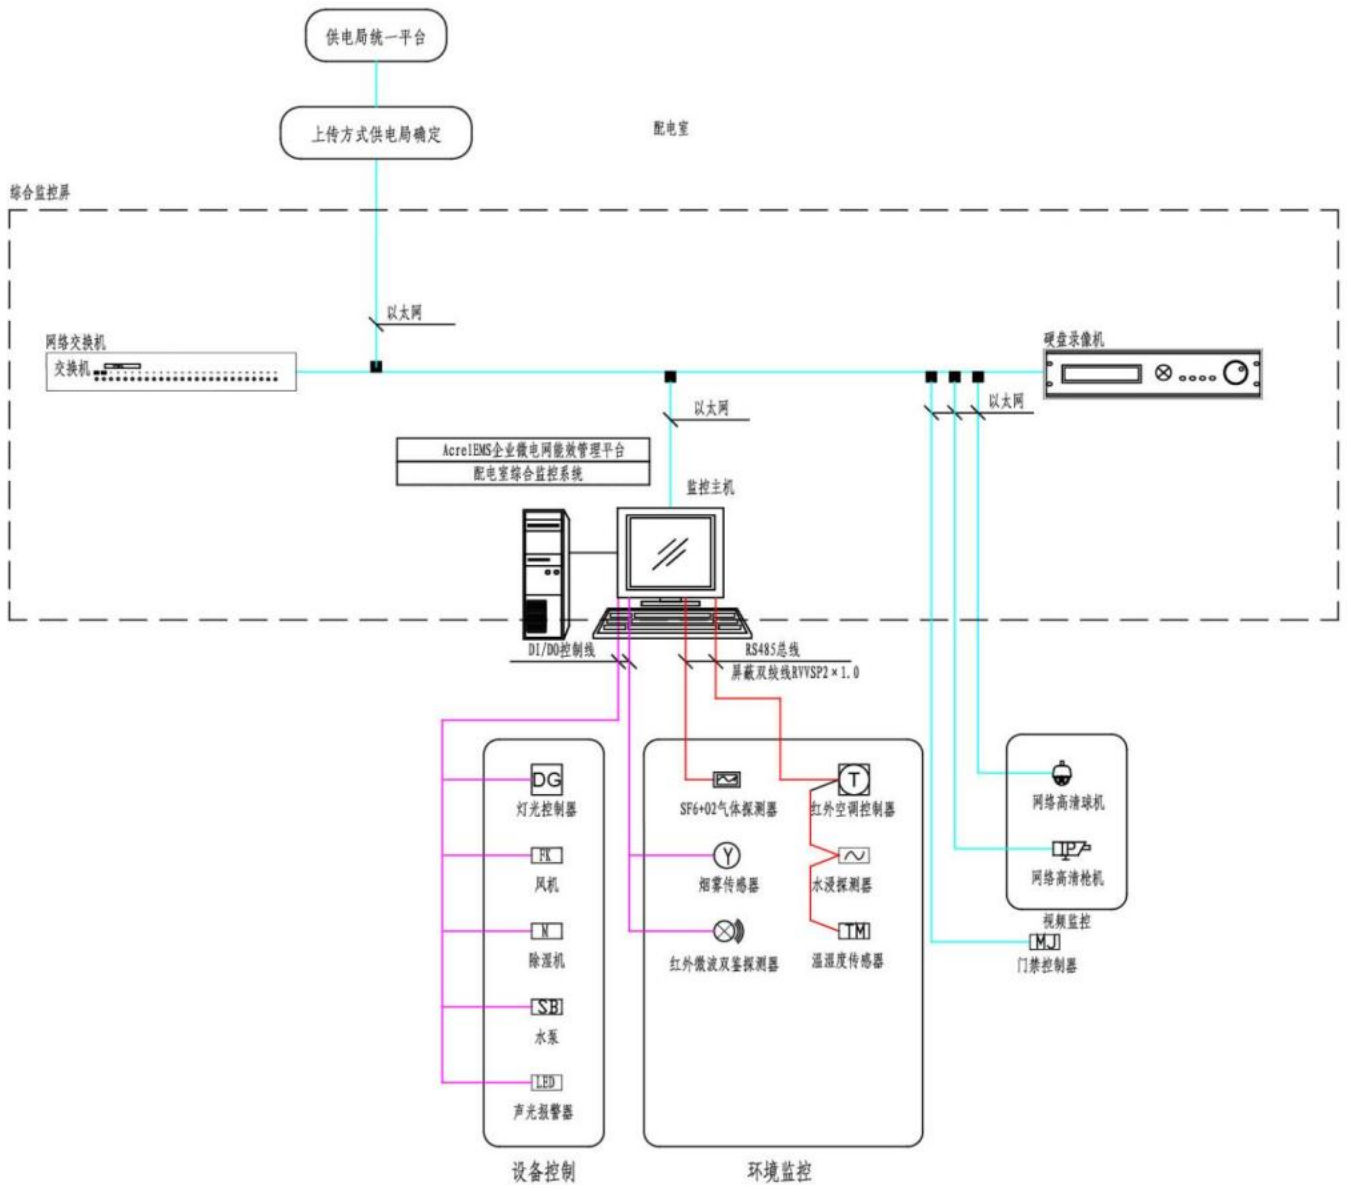 供电局统一平台
上传方式供电局确定
配电室
综合监控屏
以太网
网络交换机
交换机
硬盘录像机
以太网
以太网
AcrelEMS企业微电网能效管理平台
配电室综合监控系统
监控主机
DI/DO控制线
RS485总线
屏蔽双绞线RVVSP2×1.0
DG
灯光控制器
FK
风机
N
除湿机
SB
水泵
LED
声光报警器
设备控制
SF6+O2气体探测器
T
红外空调控制器
Y
烟雾传感器
水浸探测器
红外微波双鉴探测器
TM
温湿度传感器
环境监控
网络高清球机
IP
网络高清枪机
视频监控
MJ
门禁控制器